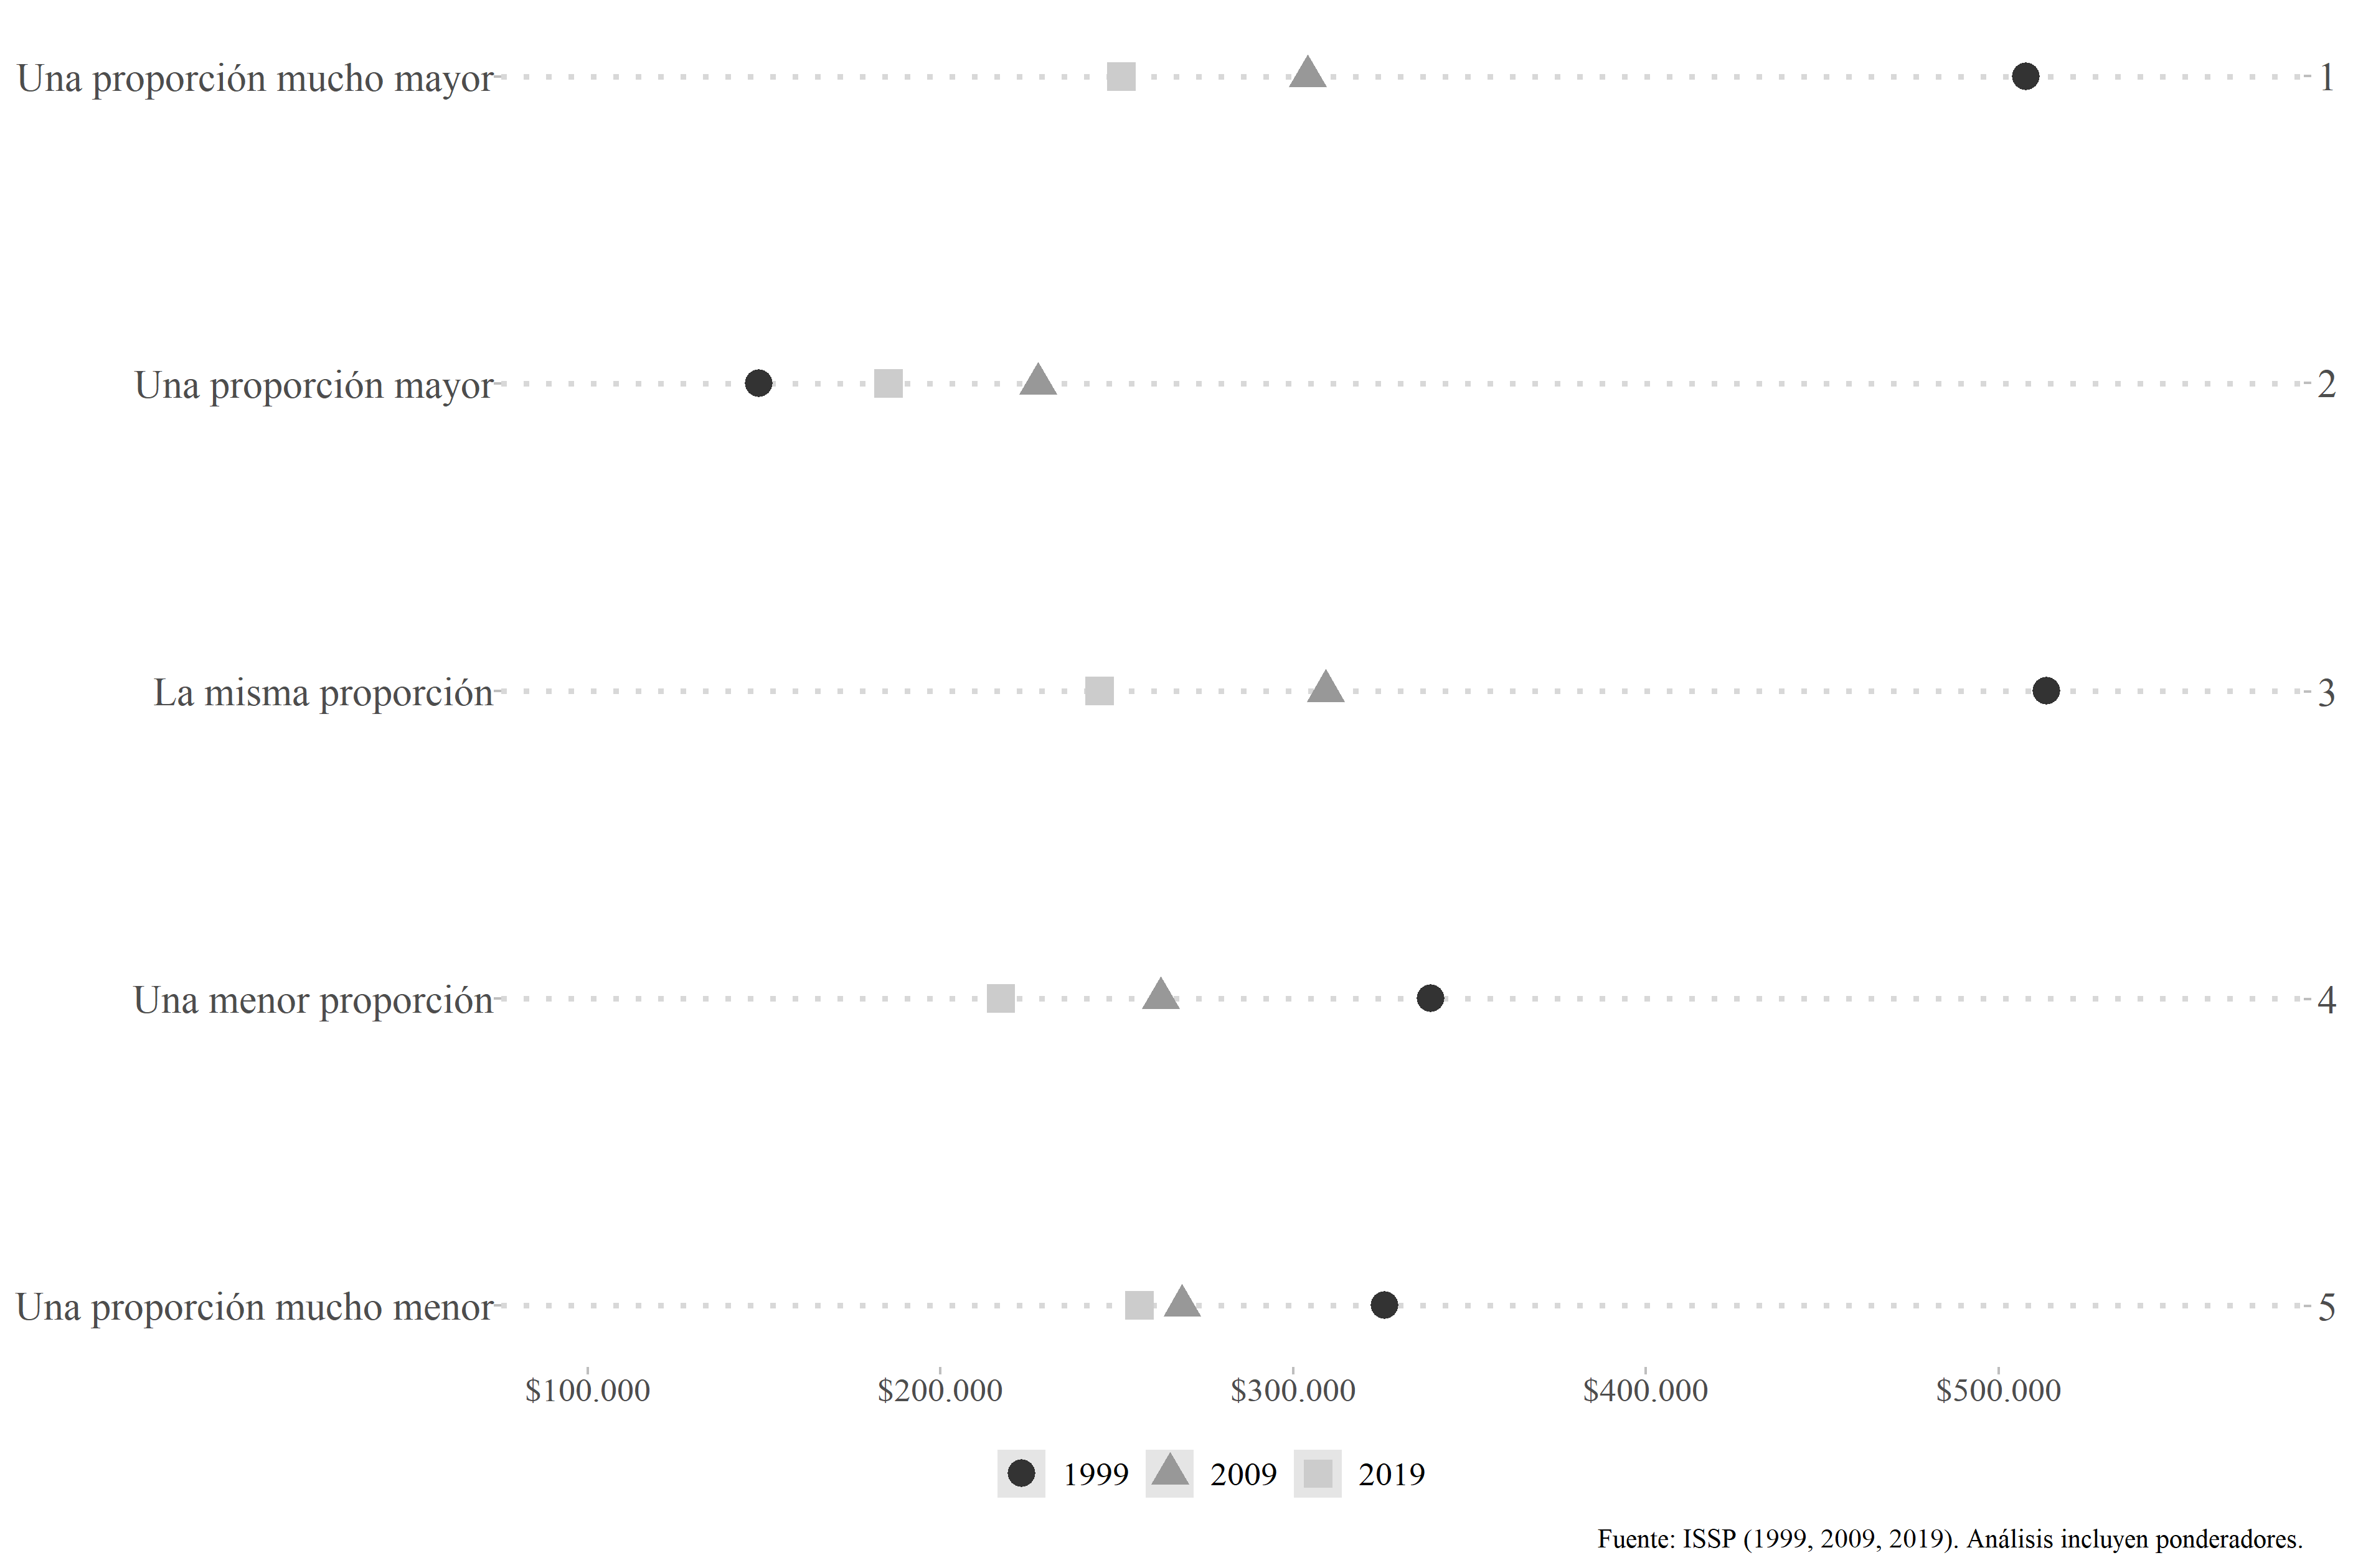 Una proporción mucho mayor 1
Una proporción mayor 2
La misma proporción 3
Una menor proporción 4
Una proporción mucho menor 5
$100.000 $200.000 $300.000 $400.000 $500.000
1999 2009 2019
Fuente: ISSP (1999, 2009, 2019). Análisis incluyen ponderadores.